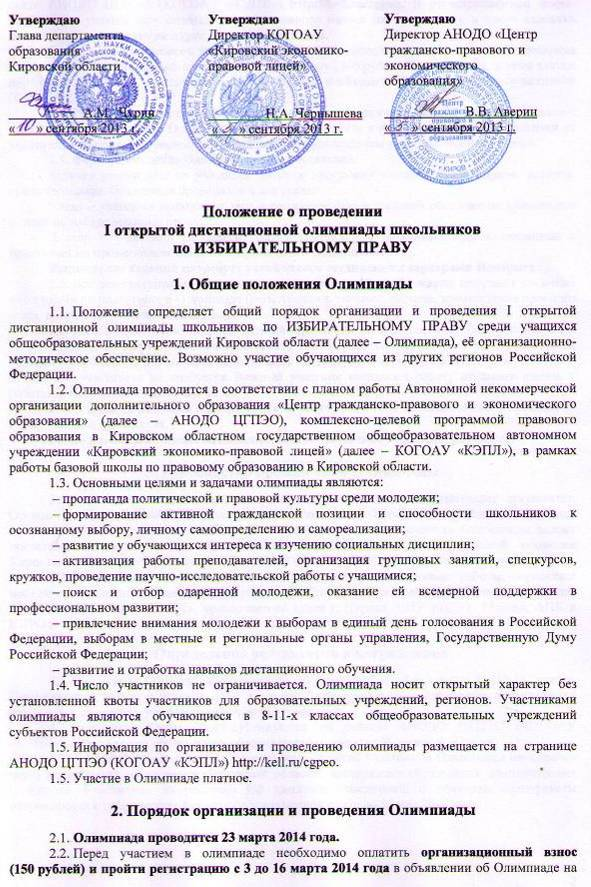 Утверждаю
Глава департамента
образования
Кировской области
А.М. Чурин
« 10 » сентября 2013 г.
Утверждаю
Директор КОГОАУ
«Кировский экономико-
правовой лицей»
Н.А. Чернышева
« » сентября 2013 г.
Утверждаю
Директор АНОДО «Центр
гражданско-правового и
экономического
образования»
В.В. Аверин
« » сентября 2013 г.
Положение о проведении
I открытой дистанционной олимпиады школьников
по ИЗБИРАТЕЛЬНОМУ ПРАВУ
1. Общие положения Олимпиады
1.1. Положение определяет общий порядок организации и проведения I открытой
дистанционной олимпиады школьников по ИЗБИРАТЕЛЬНОМУ ПРАВУ среди учащихся
общеобразовательных учреждений Кировской области (далее – Олимпиада), её организационно-
методическое обеспечение. Возможно участие обучающихся из других регионов Российской
Федерации.
1.2. Олимпиада проводится в соответствии с планом работы Автономной некоммерческой
организации дополнительного образования «Центр гражданско-правового и экономического
образования» (далее – АНОДО ЦГПЭО), комплексно-целевой программой правового
образования в Кировском областном государственном общеобразовательном автономном
учреждении «Кировский экономико-правовой лицей» (далее – КОГОАУ «КЭПЛ»), в рамках
работы базовой школы по правовому образованию в Кировской области.
1.3. Основными целями и задачами олимпиады являются:
– пропаганда политической и правовой культуры среди молодежи;
– формирование активной гражданской позиции и способности школьников к
осознанному выбору, личному самоопределению и самореализации;
– развитие у обучающихся интереса к изучению социальных дисциплин;
– активизация работы преподавателей, организация групповых занятий, спецкурсов,
кружков, проведение научно-исследовательской работы с учащимися;
– поиск и отбор одаренной молодежи, оказание ей всемерной поддержки в
профессиональном развитии;
– привлечение внимания молодежи к выборам в единый день голосования в Российской
Федерации, выборам в местные и региональные органы управления, Государственную Думу
Российской Федерации;
– развитие и отработка навыков дистанционного обучения.
1.4. Число участников не ограничивается. Олимпиада носит открытый характер без
установленной квоты участников для образовательных учреждений, регионов. Участниками
олимпиады являются обучающиеся в 8-11-х классах общеобразовательных учреждений
субъектов Российской Федерации.
1.5. Информация по организации и проведению олимпиады размещается на странице
АНОДО ЦГПЭО (КОГОАУ «КЭПЛ») http://kell.ru/cgpeo.
1.5. Участие в Олимпиаде платное.
2. Порядок организации и проведения Олимпиады
2.1. Олимпиада проводится 23 марта 2014 года.
2.2. Перед участием в олимпиаде необходимо оплатить организационный взнос
(150 рублей) и пройти регистрацию с 3 до 16 марта 2014 года в объявлении об Олимпиаде на